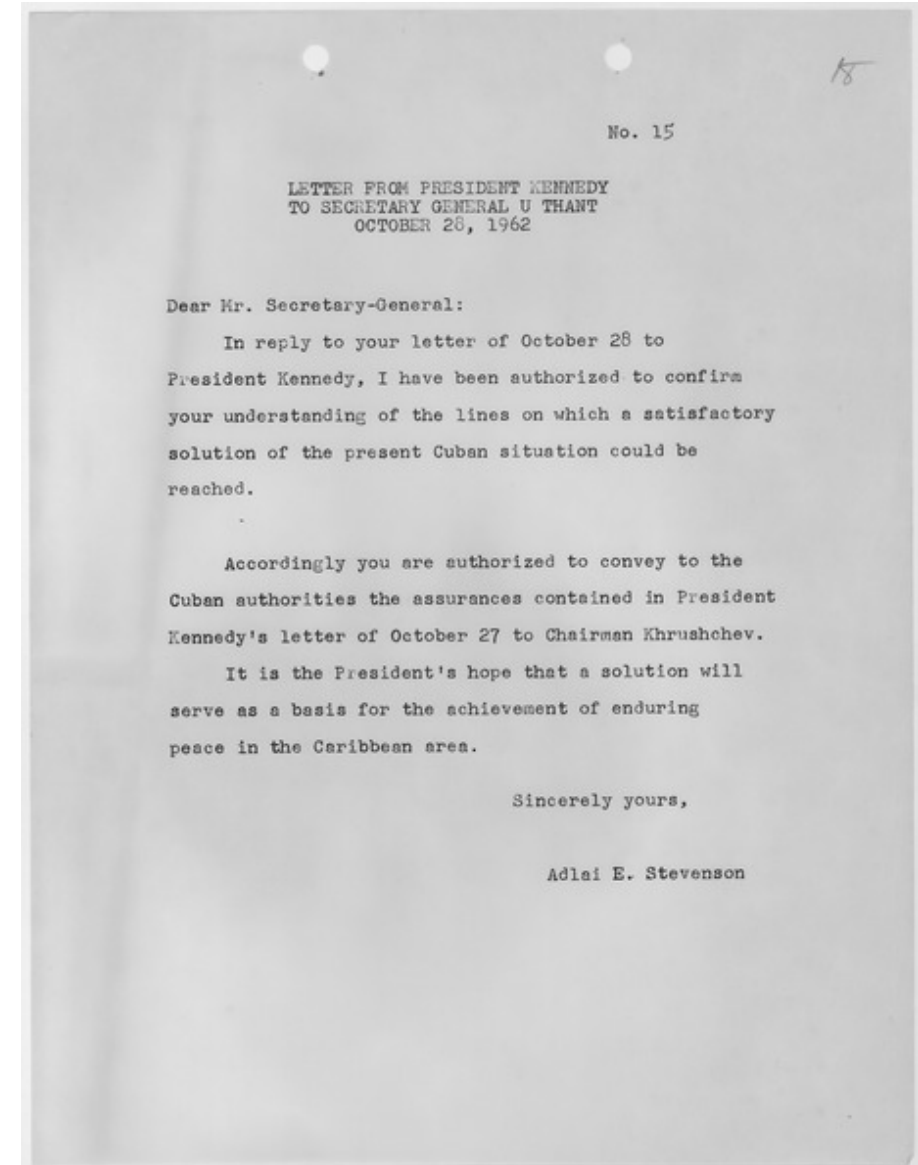 No. 15
LETTER FROM PRESIDENT KENNEDY
TO SECRETARY GENERAL U THANT
OCTOBER 28, 1962
Dear Mr. Secretary-General:
In reply to your letter of October 28 to
President Kennedy, I have been authorized to confirm
your understanding of the lines on which a satisfactory
solution of the present Cuban situation could be
reached.
Accordingly you are authorized to convey to the
Cuban authorities the assurances contained in President
Kennedy's letter of October 27 to Chairman Khrushchev.
It is the President's hope that a solution will
serve as a basis for the achievement of enduring
peace in the Caribbean area.
Sincerely yours,
Adlai E. Stevenson